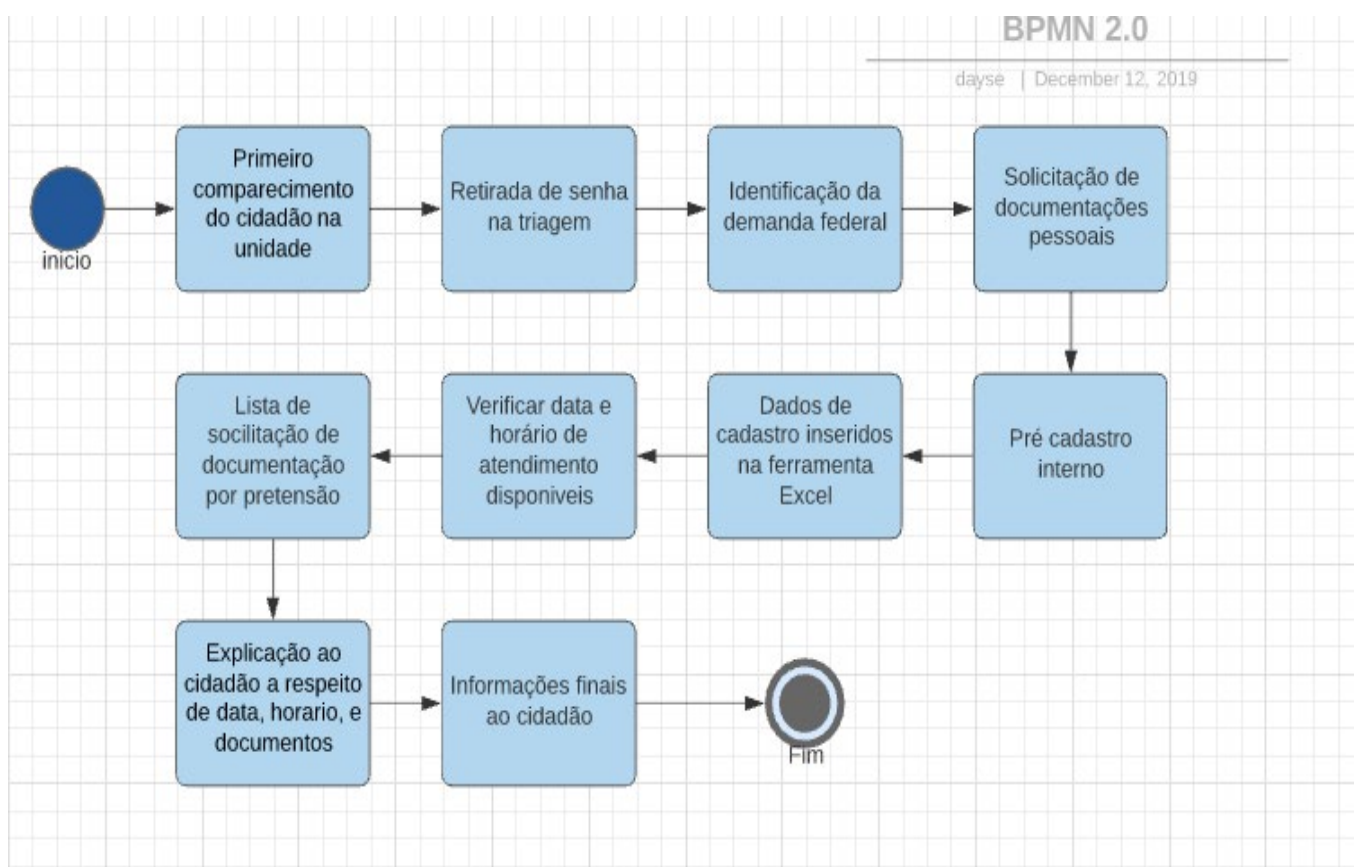 BPMN 2.0
dayse | December 12, 2019
inicio
Primeiro
comparecimento
do cidadão na
unidade
Retirada de senha
na triagem
Identificação da
demanda federal
Solicitação de
documentações
pessoais
Pré cadastro
interno
Dados de
cadastro inseridos
na ferramenta
Excel
Verificar data e
horário de
atendimento
disponiveis
Lista de
socilitação de
documentação
por pretensão
Explicação ao
cidadão a respeito
de data, horario, e
documentos
Informações finais
ao cidadão
Fim